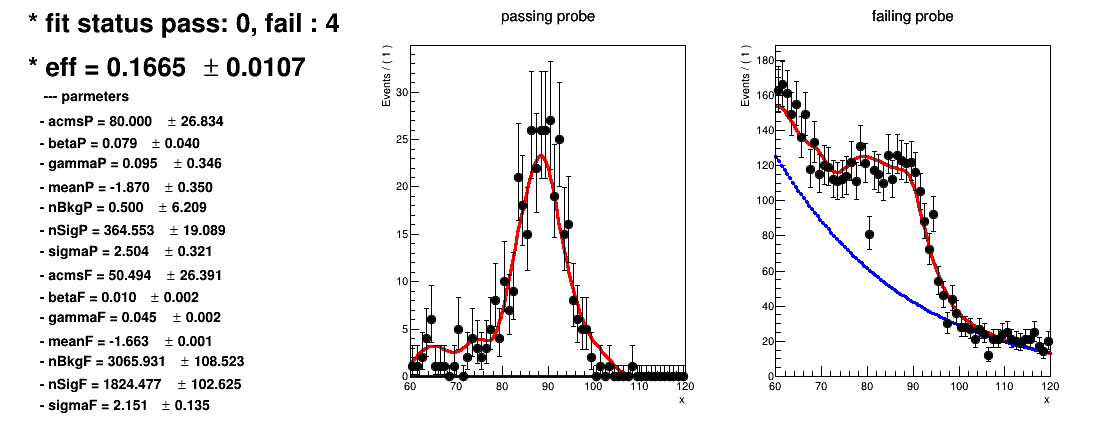 * fit status pass: 0, fail : 4
* eff = 0.1665 ± 0.0107
--- parmeters
- acmsP = 80.000 ± 26.834
- betaP = 0.079 ± 0.040
- gammaP = 0.095 ± 0.346
- meanP = -1.870 ± 0.350
- nBkgP = 0.500 ± 6.209
- nSigP = 364.553 ± 19.089
- sigmaP = 2.504 ± 0.321
- acmsF = 50.494 ± 26.391
- betaF = 0.010 ± 0.002
- gammaF = 0.045 ± 0.002
- meanF = -1.663 ± 0.001
- nBkgF = 3065.931 ± 108.523
- nSigF = 1824.477 ± 102.625
- sigmaF = 2.151 ± 0.135
passing probe
Events / ( 1 )
30
25
20
15
10
5
0
60 70 80 90 100 110 120
x
failing probe
Events / ( 1 )
180
160
140
120
100
80
60
40
20
0
60 70 80 90 100 110 120
x